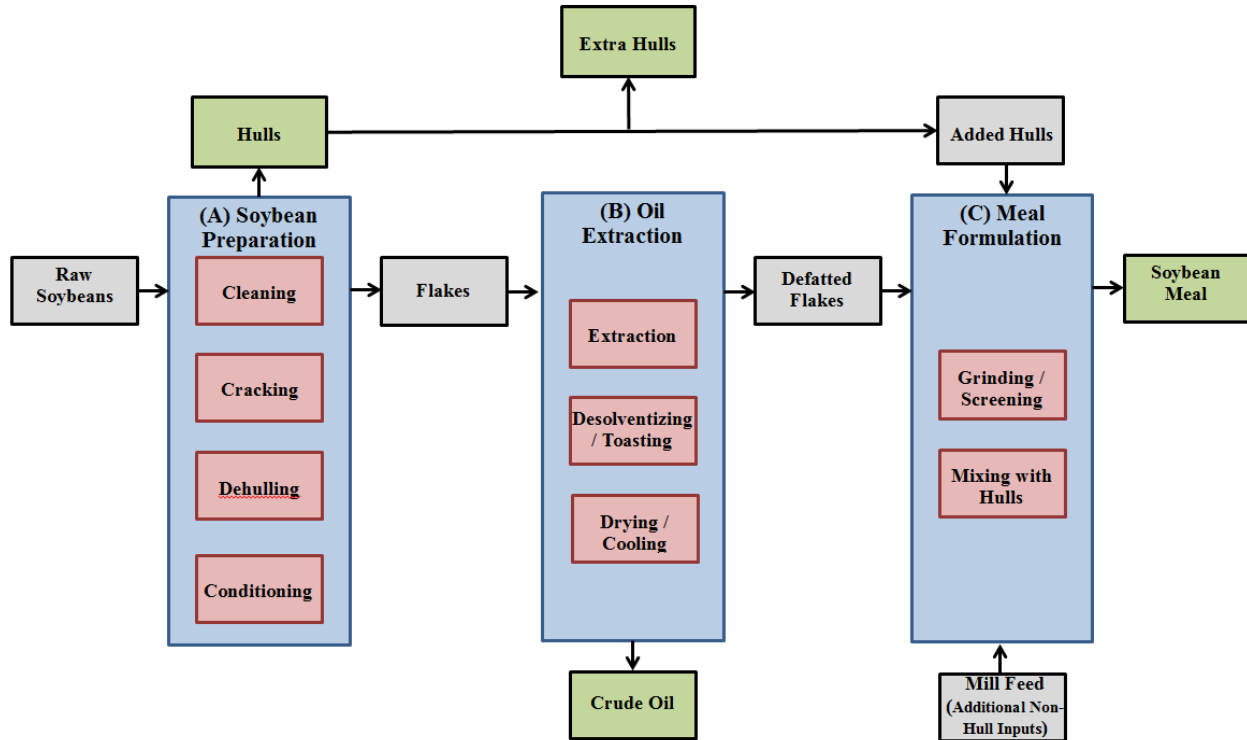 Extra Hulls
Hulls
Added Hulls
(A) Soybean
Preparation
Cleaning
Cracking
Dehulling
Conditioning
(B) Oil
Extraction
Extraction
Desolventizing
/ Toasting
Drying /
Cooling
(C) Meal
Formulation
Grinding /
Screening
Mixing with
Hulls
Raw
Soybeans
Flakes
Defatted
Flakes
Soybean
Meal
Crude Oil
Mill Feed
(Additional Non-
Hull Inputs)